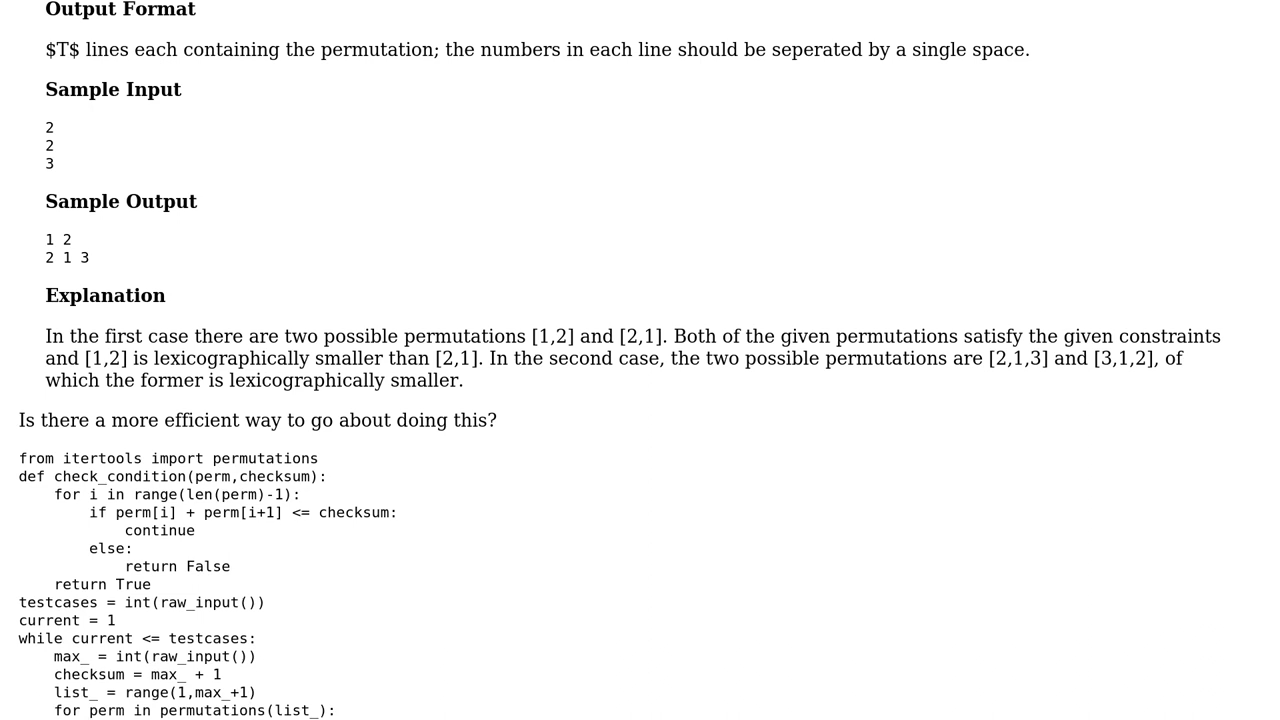 Output Format
$T$ lines each containing the permutation; the numbers in each line should be seperated by a single space.
Sample Input
2
2
3
Sample Output
1 2
2 1 3
Explanation
In the first case there are two possible permutations [1,2] and [2,1]. Both of the given permutations satisfy the given constraints
and [1,2] is lexicographically smaller than [2,1]. In the second case, the two possible permutations are [2,1,3] and [3,1,2], of
which the former is lexicographically smaller.
Is there a more efficient way to go about doing this?
from itertools import permutations
def check_condition(perm,checksum):
    for i in range(len(perm)-1):
        if perm[i] + perm[i+1] <= checksum:
            continue
        else:
            return False
    return True
testcases = int(raw_input())
current = 1
while current <= testcases:
    max_ = int(raw_input())
    checksum = max_ + 1
    list_ = range(1,max_+1)
    for perm in permutations(list_):